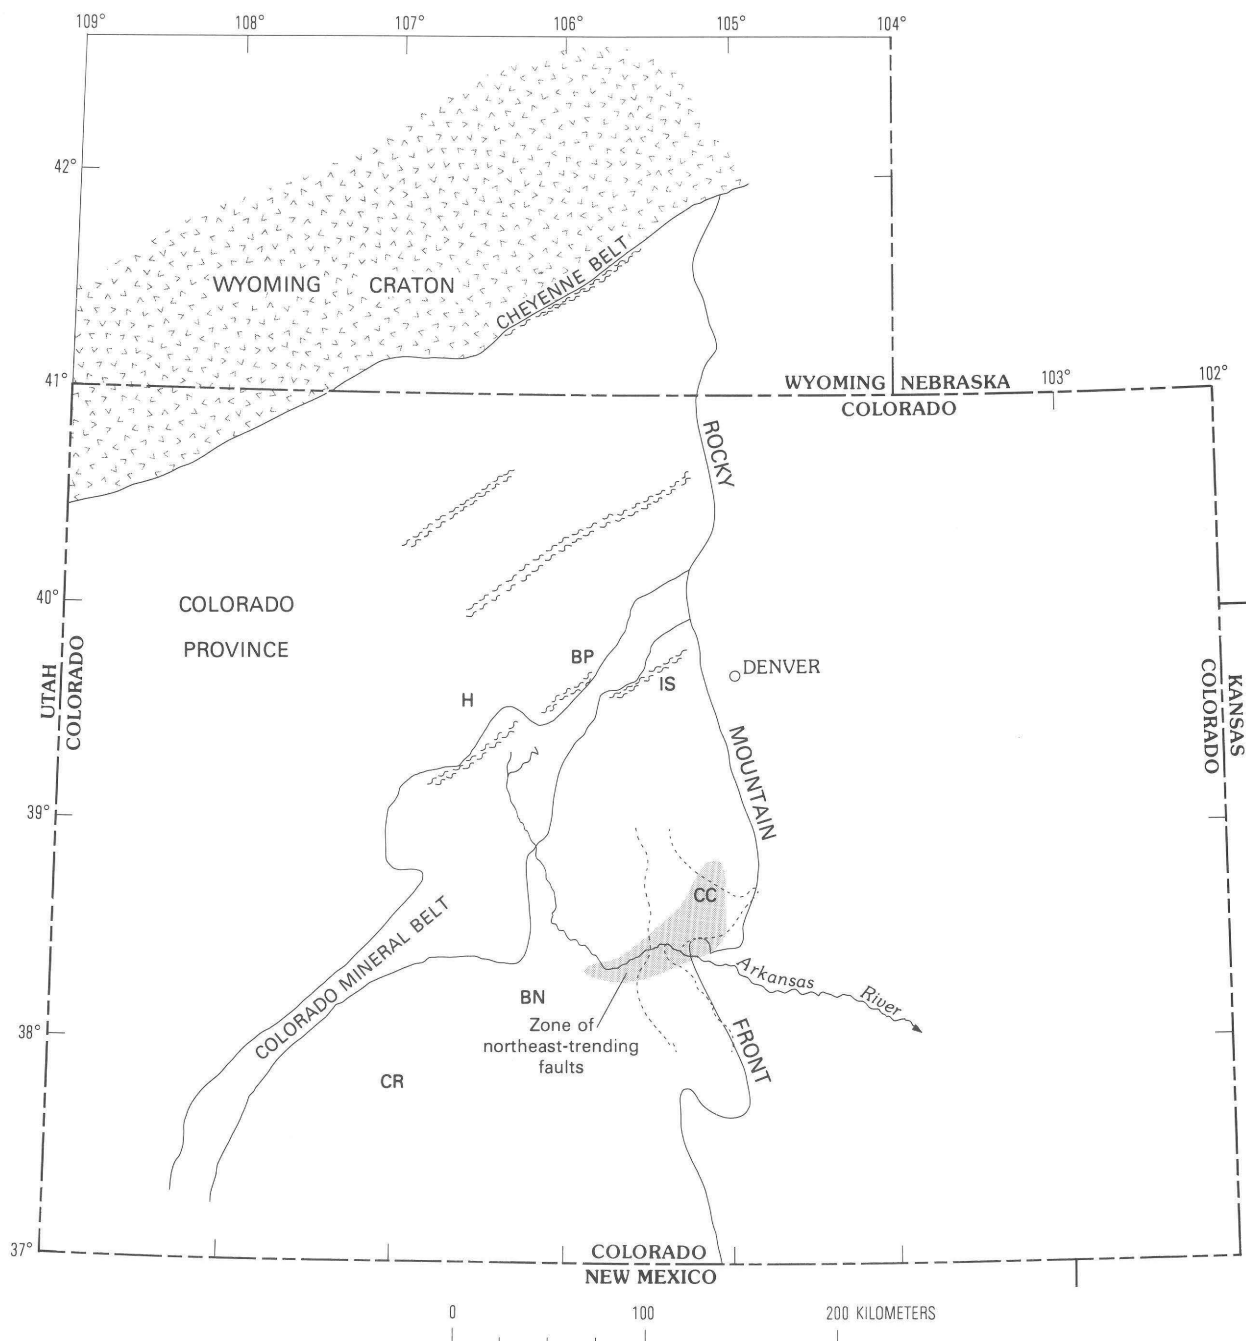 109° 108° 107° 106° 105° 104°
42°
CHEYENNE BELT
WYOMING CRATON
41°
WYOMING NEBRASKA
103° 102°
COLORADO
ROCKY
40°
COLORADO
PROVINCE
BP
DENVER
IS
H
UTAH
COLORADO
COLORADO
KANSAS
MOUNTAIN
39°
CC
COLORADO MINERAL BELT
Arkansas River
BN
38°
Zone of
northeast-trending
faults
FRONT
CR
37°
COLORADO
NEW MEXICO
0 100 200 KILOMETERS